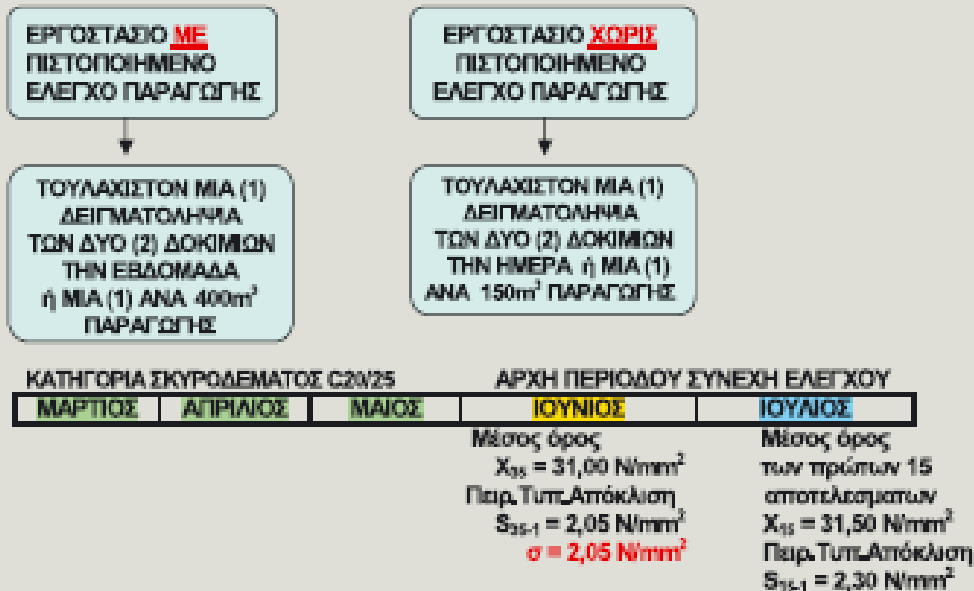 ΕΡΓΟΣΤΑΣΙΟ ΜΕ
ΠΙΣΤΟΠΟΙΗΜΕΝΟ
ΕΛΕΓΧΟ ΠΑΡΑΓΩΓΗΣ
ΕΡΓΟΣΤΑΣΙΟ ΧΩΡΙΣ
ΠΙΣΤΟΠΟΙΗΜΕΝΟ
ΕΛΕΓΧΟ ΠΑΡΑΓΩΓΗΣ
ΤΟΥΛΑΧΙΣΤΟΝ ΜΙΑ (1)
ΔΕΙΓΜΑΤΟΛΗΨΙΑ
ΤΩΝ ΔΥΟ (2) ΔΟΚΙΜΙΩΝ
ΤΗΝ ΕΒΔΟΜΑΔΑ
ή ΜΙΑ (1) ΑΝΑ 400m³
ΠΑΡΑΓΩΓΗΣ
ΤΟΥΛΑΧΙΣΤΟΝ ΜΙΑ (1)
ΔΕΙΓΜΑΤΟΛΗΨΙΑ
ΤΩΝ ΔΥΟ (2) ΔΟΚΙΜΙΩΝ
ΤΗΝ ΗΜΕΡΑ ή ΜΙΑ (1)
ΑΝΑ 150m³ ΠΑΡΑΓΩΓΗΣ
ΚΑΤΗΓΟΡΙΑ ΣΚΥΡΟΔΕΜΑΤΟΣ C20/25
ΑΡΧΗ ΠΕΡΙΟΔΟΥ ΣΥΝΕΧΗ ΕΛΕΓΧΟΥ
ΜΑΡΤΙΟΣ ΑΠΡΙΛΙΟΣ ΜΑΙΟΣ ΙΟΥΝΙΟΣ ΙΟΥΛΙΟΣ
Μέσος όρος
X₃₅ = 31,00 N/mm²
Πειρ.Τυπ.Απόκλιση
S₃₅₋₁ = 2,05 N/mm²
σ = 2,05 N/mm²
Μέσος όρος
των πρώτων 15
αποτελεσματων
X₁₅ = 31,50 N/mm²
Πειρ.Τυπ.Απόκλιση
S₁₅₋₁ = 2,30 N/mm²